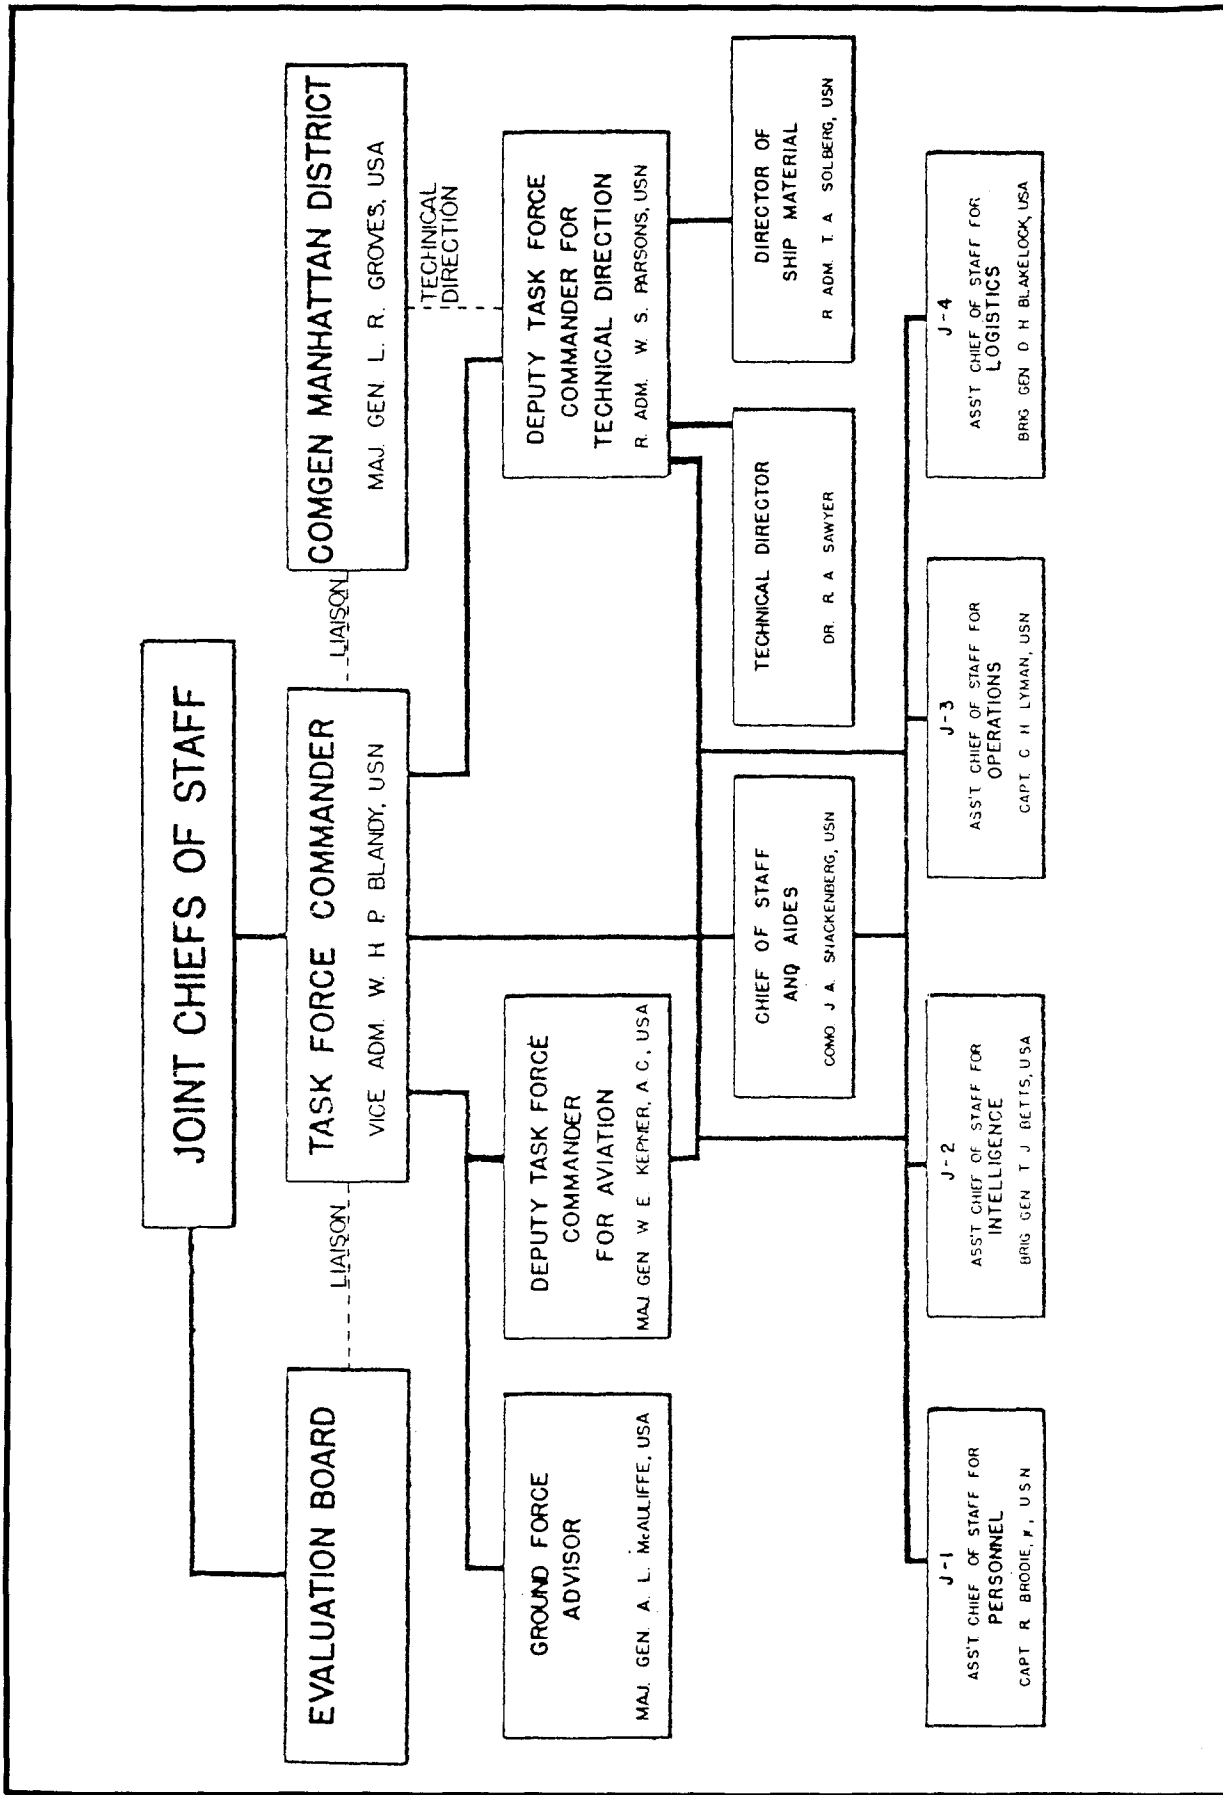 JOINT CHIEFS OF STAFF
EVALUATION BOARD
LIAISON
TASK FORCE COMMANDER
VICE ADM. W. H P BLANDY, USN
LIAISON
COMGEN MANHATTAN DISTRICT
MAJ. GEN. L. R. GROVES, USA
TECHNICAL
DIRECTION
GROUND FORCE
ADVISOR
MAJ. GEN. A. L. McAULIFFE, USA
DEPUTY TASK FORCE
COMMANDER
FOR AVIATION
MAJ GEN W E KEPNER, A C, USA
DEPUTY TASK FORCE
COMMANDER FOR
TECHNICAL DIRECTION
R. ADM. W. S. PARSONS, USN
CHIEF OF STAFF
AND AIDES
COMO J A. SNACKENBERG, USN
TECHNICAL DIRECTOR
DR. R A SAWYER
DIRECTOR OF
SHIP MATERIAL
R ADM. T. A SOLBERG, USN
J-1
ASS'T. CHIEF OF STAFF FOR
PERSONNEL
CAPT R BRODIE, USN
J-2
ASS'T CHIEF OF STAFF FOR
INTELLIGENCE
BRIG GEN T J BETTS, USA
J-3
ASS'T CHIEF OF STAFF FOR
OPERATIONS
CAPT. C H LYMAN, USN
J-4
ASS'T CHIEF OF STAFF FOR
LOGISTICS
BRIG GEN D H BLAKELOCK, USA